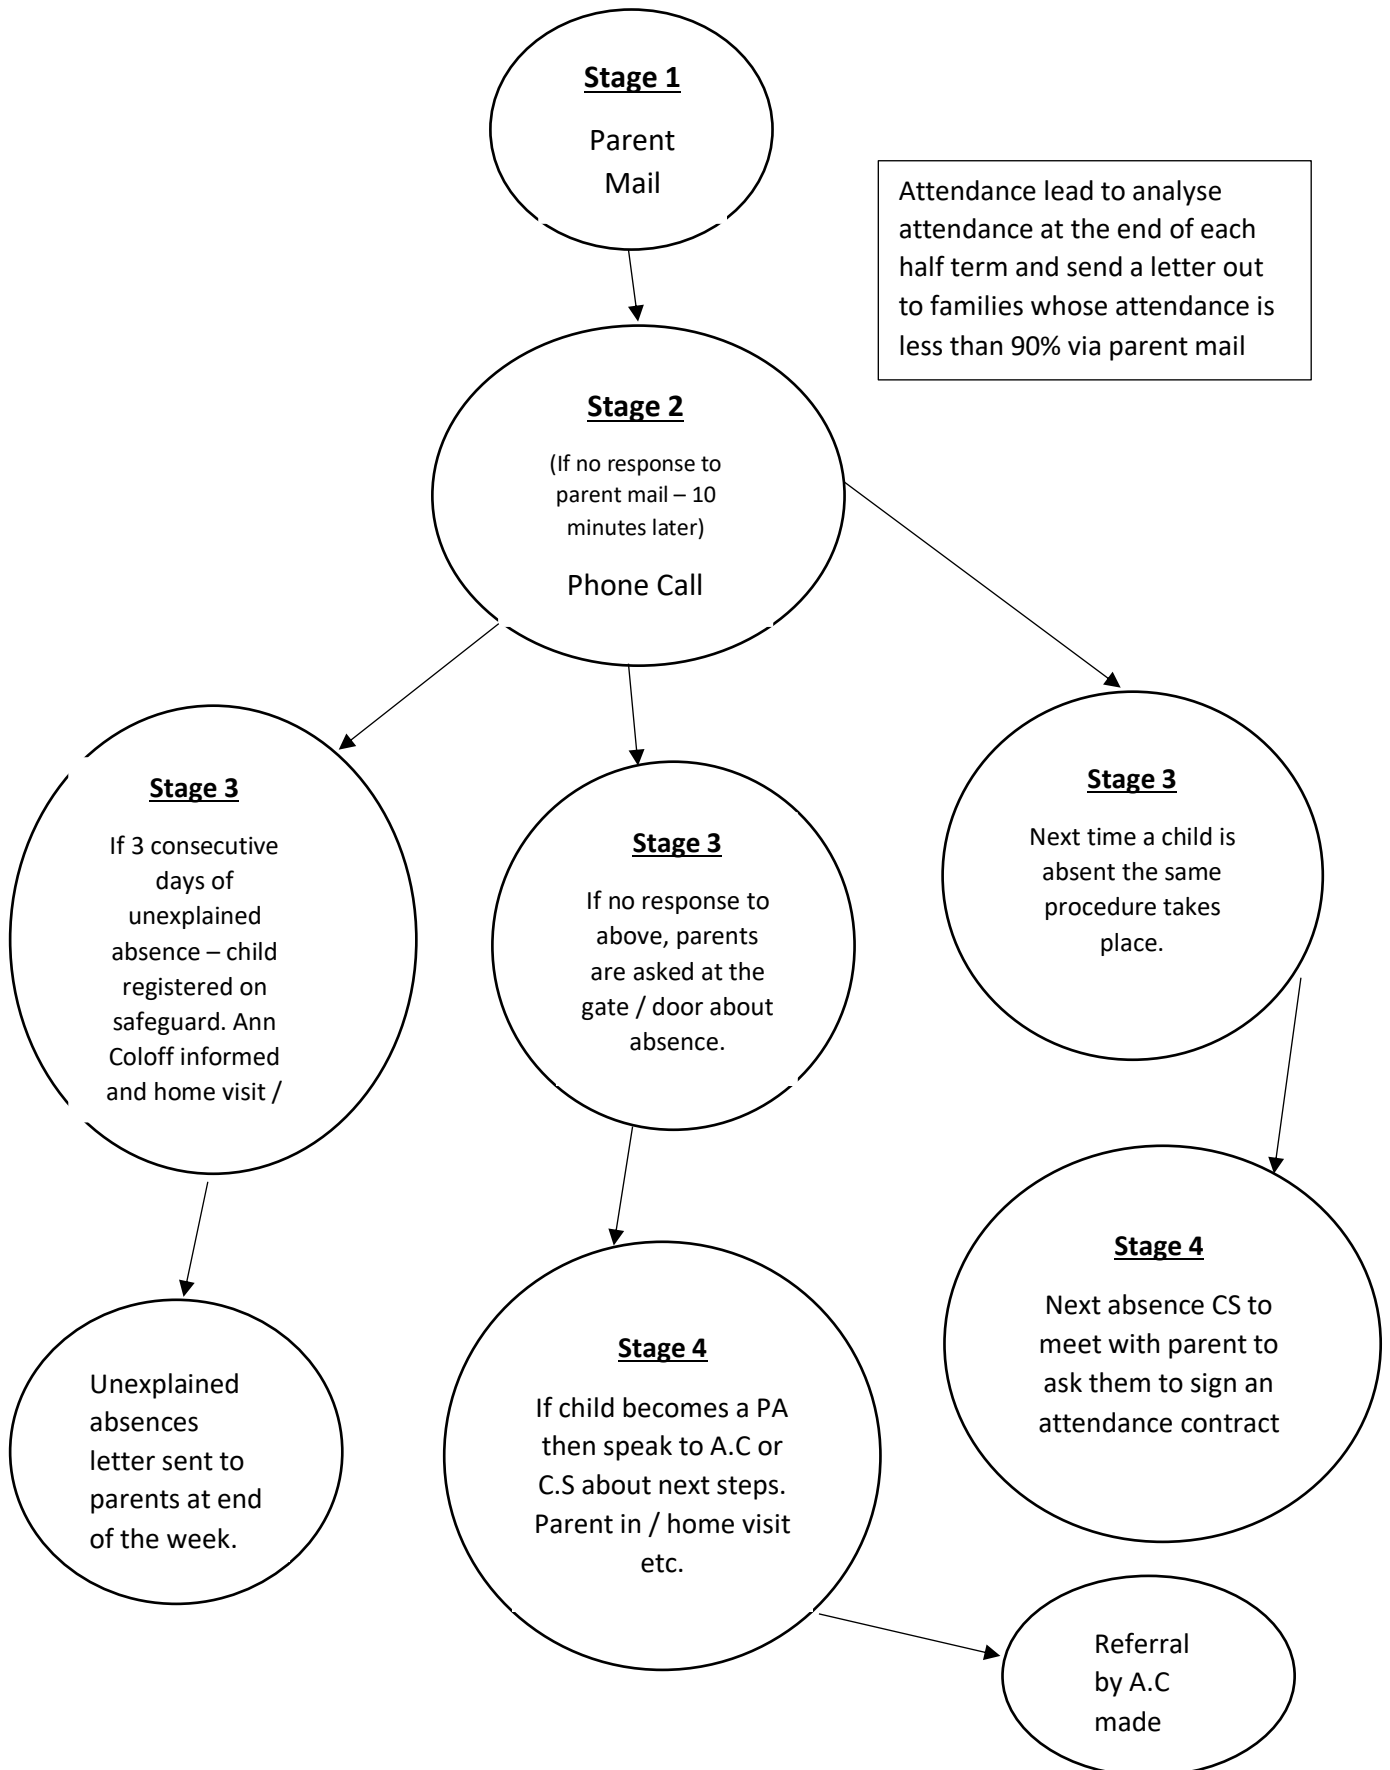 Stage 1
Parent
Mail
Attendance lead to analyse
attendance at the end of each
half term and send a letter out
to families whose attendance is
less than 90% via parent mail
Stage 2
(If no response to
parent mail – 10
minutes later)
Phone Call
Stage 3
If 3 consecutive
days of
unexplained
absence – child
registered on
safeguard. Ann
Coloff informed
and home visit /
Stage 3
If no response to
above, parents
are asked at the
gate / door about
absence.
Stage 3
Next time a child is
absent the same
procedure takes
place.
Unexplained
absences
letter sent to
parents at end
of the week.
Stage 4
If child becomes a PA
then speak to A.C or
C.S about next steps.
Parent in / home visit
etc.
Stage 4
Next absence CS to
meet with parent to
ask them to sign an
attendance contract
Referral
by A.C
made